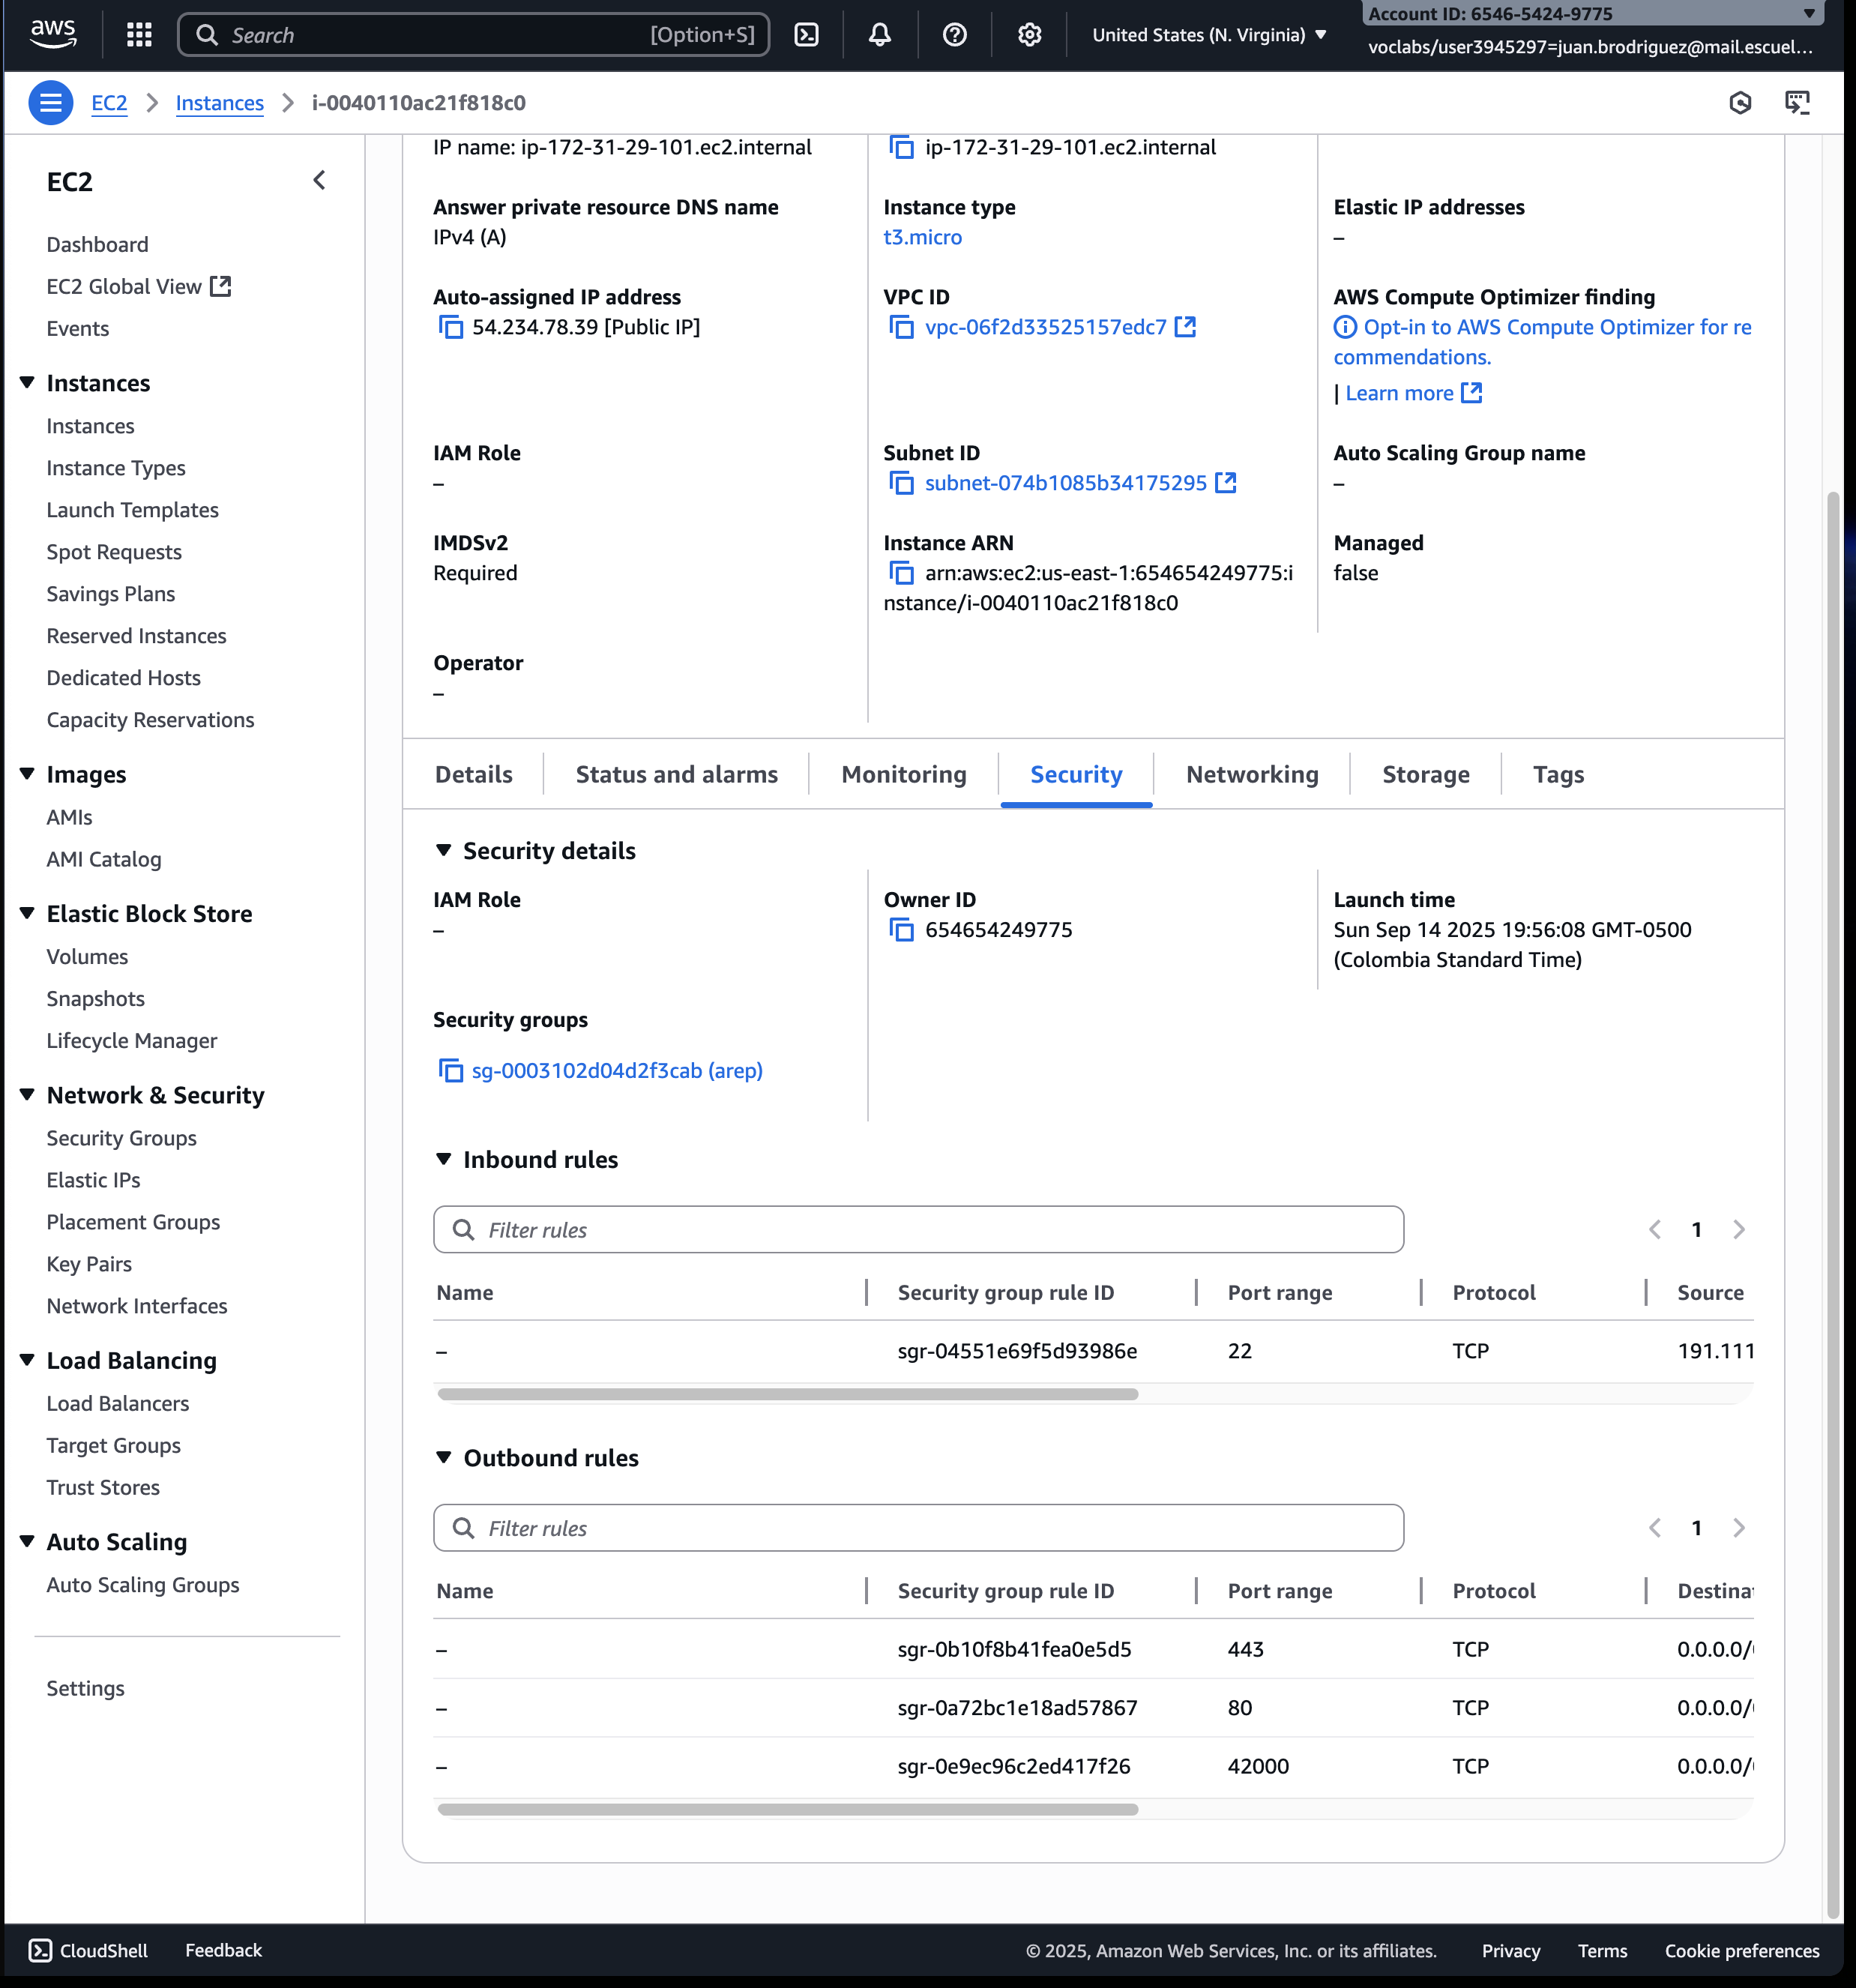 aws
Search
[Option+S]
United States (N. Virginia)
Account ID: 6546-5424-9775
voclabs/user3945297=juan.brodriguez@mail.escuel...
EC2
Instances
i-0040110ac21f818c0
EC2
Dashboard
EC2 Global View
Events
Instances
Instances
Instance Types
Launch Templates
Spot Requests
Savings Plans
Reserved Instances
Dedicated Hosts
Capacity Reservations
Images
AMIs
AMI Catalog
Elastic Block Store
Volumes
Snapshots
Lifecycle Manager
Network & Security
Security Groups
Elastic IPs
Placement Groups
Key Pairs
Network Interfaces
Load Balancing
Load Balancers
Target Groups
Trust Stores
Auto Scaling
Auto Scaling Groups
Settings
IP name: ip-172-31-29-101.ec2.internal
ip-172-31-29-101.ec2.internal
Answer private resource DNS name
IPv4 (A)
Instance type
t3.micro
Elastic IP addresses
–
Auto-assigned IP address
54.234.78.39 [Public IP]
VPC ID
vpc-06f2d33525157edc7
AWS Compute Optimizer finding
Opt-in to AWS Compute Optimizer for re
commendations.
| Learn more
IAM Role
–
Subnet ID
subnet-074b1085b34175295
Auto Scaling Group name
–
IMDSv2
Required
Instance ARN
arn:aws:ec2:us-east-1:654654249775:i
nstance/i-0040110ac21f818c0
Managed
false
Operator
–
Details
Status and alarms
Monitoring
Security
Networking
Storage
Tags
Security details
IAM Role
–
Owner ID
654654249775
Launch time
Sun Sep 14 2025 19:56:08 GMT-0500
(Colombia Standard Time)
Security groups
sg-0003102d04d2f3cab (arep)
Inbound rules
Filter rules
1
Name Security group rule ID Port range Protocol Source
– sgr-04551e69f5d93986e 22 TCP 191.111
Outbound rules
Filter rules
1
Name Security group rule ID Port range Protocol Destina
– sgr-0b10f8b41fea0e5d5 443 TCP 0.0.0.0/
– sgr-0a72bc1e18ad57867 80 TCP 0.0.0.0/
– sgr-0e9ec96c2ed417f26 42000 TCP 0.0.0.0/
CloudShell
Feedback
© 2025, Amazon Web Services, Inc. or its affiliates.
Privacy
Terms
Cookie preferences